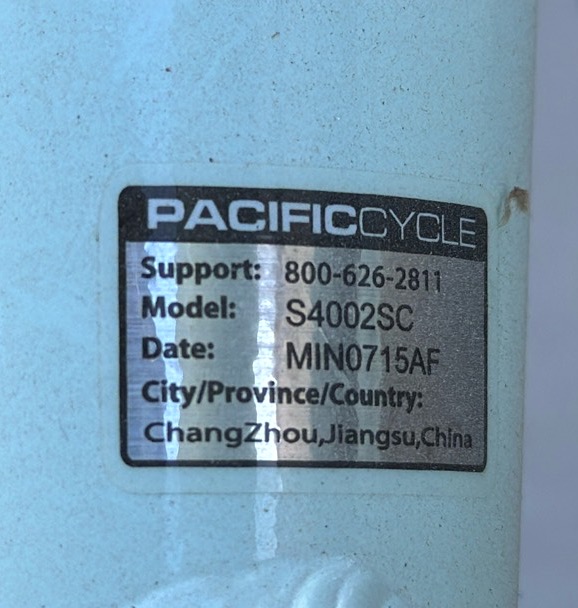 PACIFICCYCLE
Support: 800-626-2811
Model: S4002SC
Date: MIN0715AF
City/Province/Country:
ChangZhou,Jiangsu,China